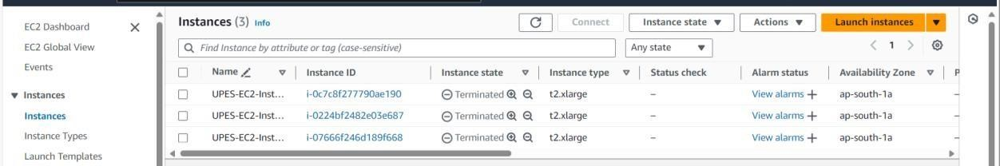 EC2 Dashboard
EC2 Global View
Events
Instances
Instances
Instance Types
Launch Templates
Instances (3) Info
Connect
Instance state
Actions
Launch instances
Find Instance by attribute or tag (case-sensitive)
Any state
1
Name Instance ID Instance state Instance type Status check Alarm status Availability Zone P
UPES-EC2-Inst... i-0c7c8f277790ae190 Terminated t2.xlarge – View alarms + ap-south-1a –
UPES-EC2-Inst... i-0224bf2482e03e687 Terminated t2.xlarge – View alarms + ap-south-1a –
UPES-EC2-Inst... i-07666f246d189f668 Terminated t2.xlarge – View alarms + ap-south-1a –